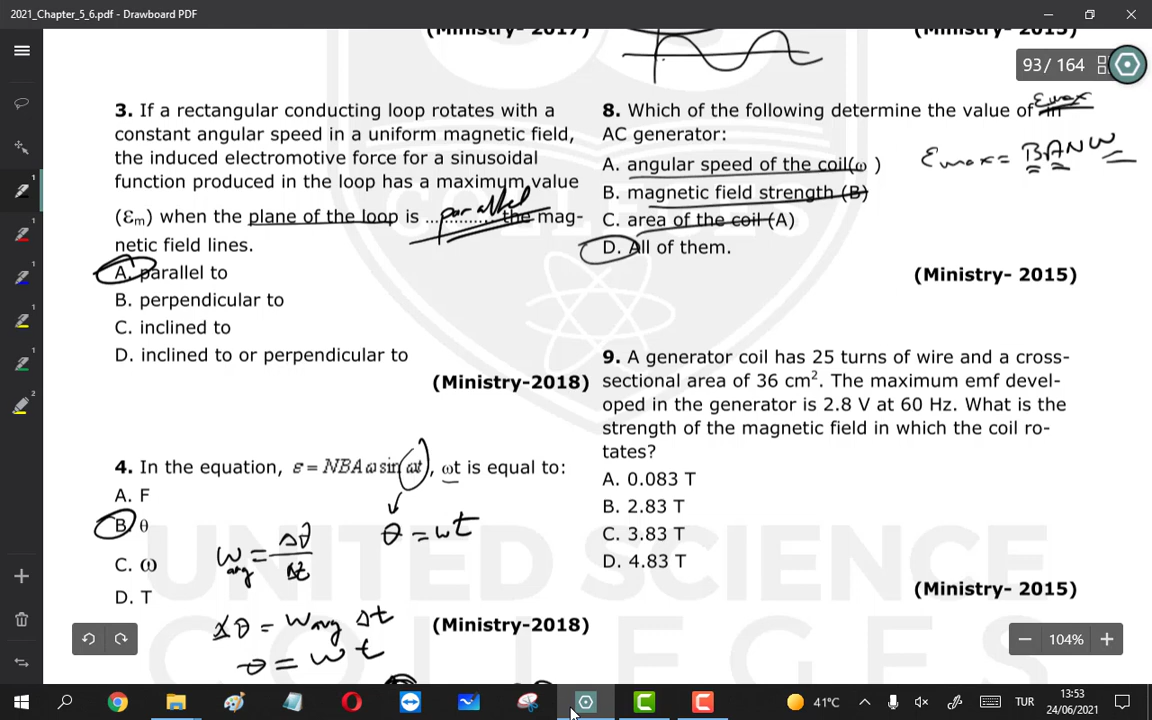 2021_Chapter_5_6.pdf - Drawboard PDF
(Ministry- 2017)
(Ministry- 2015)
93 / 164
3. If a rectangular conducting loop rotates with a
constant angular speed in a uniform magnetic field,
the induced electromotive force for a sinusoidal
function produced in the loop has a maximum value
(Ɛm) when the plane of the loop is ............. the mag-
parallel
netic field lines.
A. parallel to
B. perpendicular to
C. inclined to
D. inclined to or perpendicular to
(Ministry-2018)
4. In the equation, ε = NBAω sin(ωt), ωt is equal to:
A. F
B. θ
C. ω
D. T
θ = ωt
ωavg = Δθ/Δt
Δθ = ωavg Δt
θ = ω t
(Ministry-2018)
8. Which of the following determine the value of Ɛmax in
AC generator:
A. angular speed of the coil(ω )
B. magnetic field strength (B)
C. area of the coil (A)
D. All of them.
Ɛmax = BANW
(Ministry- 2015)
9. A generator coil has 25 turns of wire and a cross-
sectional area of 36 cm². The maximum emf devel-
oped in the generator is 2.8 V at 60 Hz. What is the
strength of the magnetic field in which the coil ro-
tates?
A. 0.083 T
B. 2.83 T
C. 3.83 T
D. 4.83 T
(Ministry- 2015)
UNITED SCIENCE
COLLEGES
104%
41°C
TUR
13:53
24/06/2021